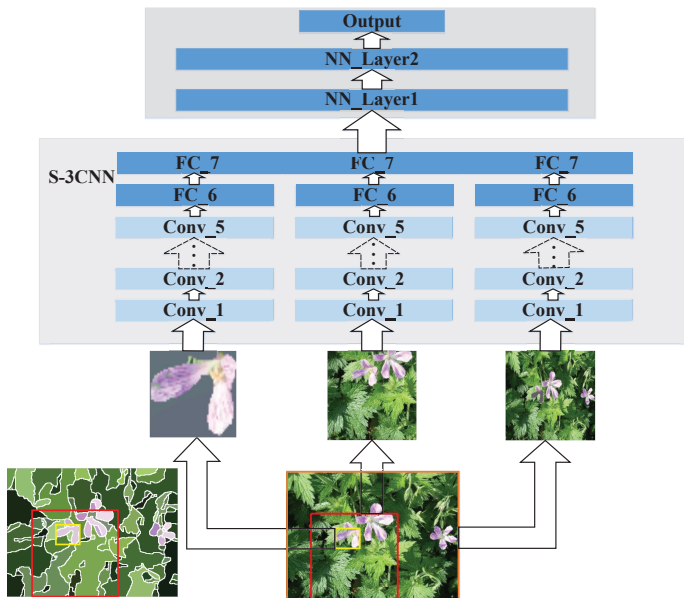 Output
NN_Layer2
NN_Layer1
S-3CNN
FC_7 FC_7 FC_7
FC_6 FC_6 FC_6
Conv_5 Conv_5 Conv_5
Conv_2 Conv_2 Conv_2
Conv_1 Conv_1 Conv_1